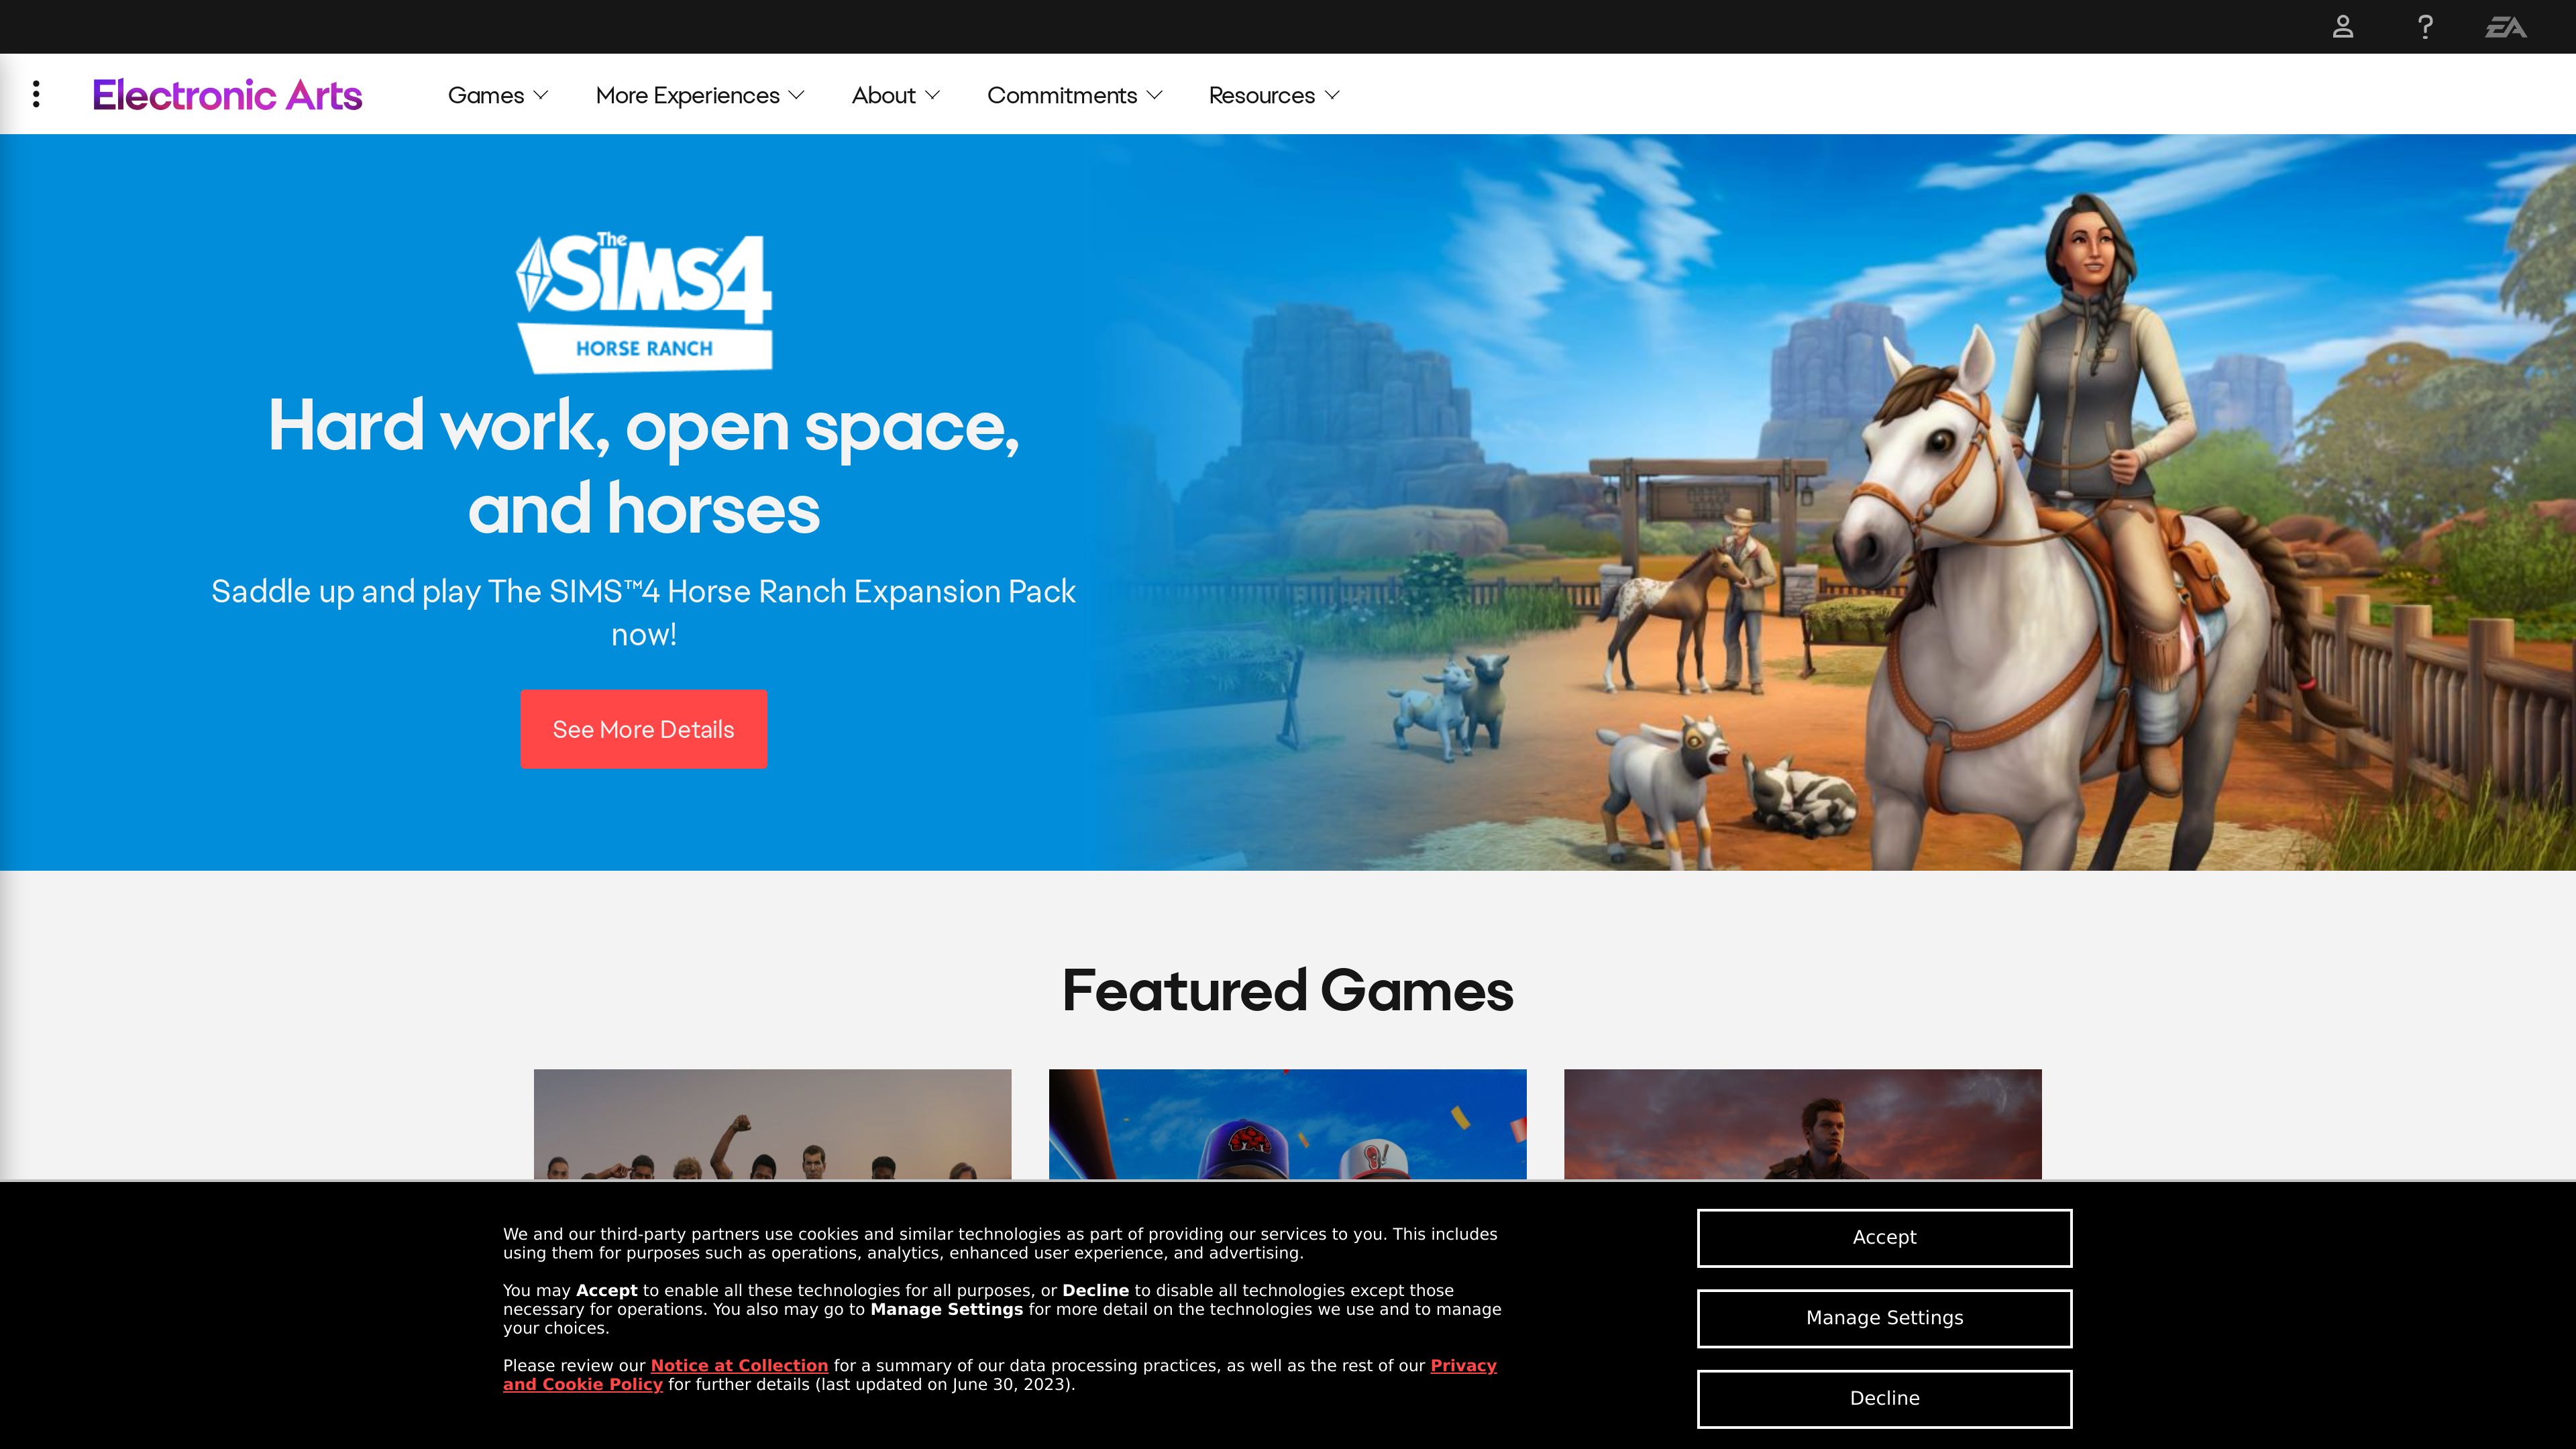 EA
Electronic Arts
Games
More Experiences
About
Commitments
Resources
The SiMS 4
HORSE RANCH
Hard work, open space,
and horses
Saddle up and play The SIMS™4 Horse Ranch Expansion Pack
now!
See More Details
Featured Games
We and our third-party partners use cookies and similar technologies as part of providing our services to you. This includes
using them for purposes such as operations, analytics, enhanced user experience, and advertising.
You may Accept to enable all these technologies for all purposes, or Decline to disable all technologies except those
necessary for operations. You also may go to Manage Settings for more detail on the technologies we use and to manage
your choices.
Please review our Notice at Collection for a summary of our data processing practices, as well as the rest of our Privacy
and Cookie Policy for further details (last updated on June 30, 2023).
Accept
Manage Settings
Decline